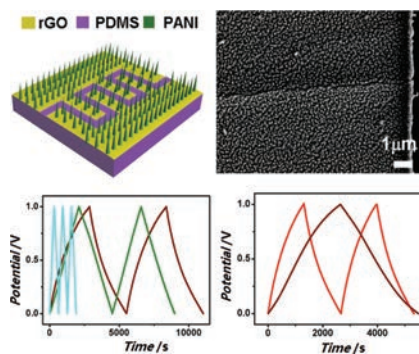 rGO PDMS PANI
1μm
Potential /V
1.0
0.5
0.0
0
5000
10000
Time /s
Potential /V
1.0
0.5
0.0
0
2000
4000
Time /s